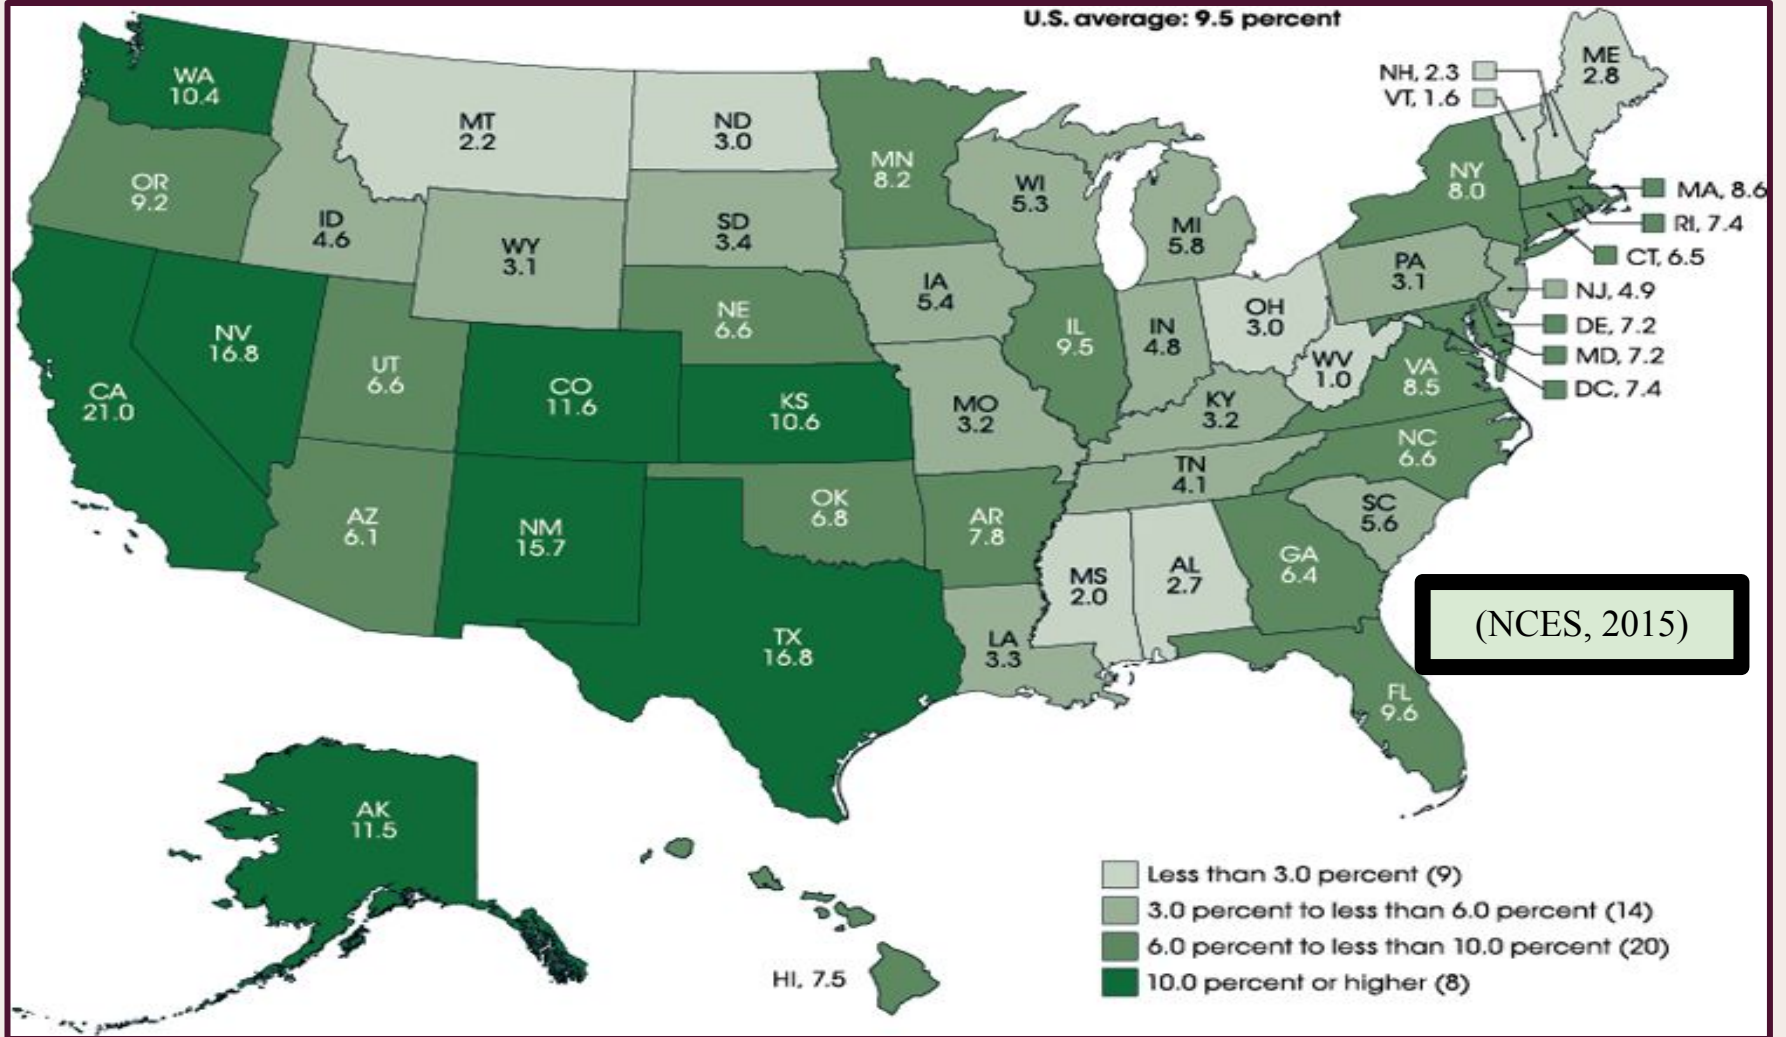 U.S. average: 9.5 percent
WA
10.4
OR
9.2
CA
21.0
NV
16.8
ID
4.6
MT
2.2
WY
3.1
UT
6.6
AZ
6.1
CO
11.6
NM
15.7
ND
3.0
SD
3.4
NE
6.6
KS
10.6
OK
6.8
TX
16.8
MN
8.2
IA
5.4
MO
3.2
AR
7.8
LA
3.3
WI
5.3
IL
9.5
MI
5.8
IN
4.8
OH
3.0
KY
3.2
TN
4.1
MS
2.0
AL
2.7
GA
6.4
FL
9.6
SC
5.6
NC
6.6
VA
8.5
WV
1.0
PA
3.1
NY
8.0
ME
2.8
NH, 2.3
VT, 1.6
MA, 8.6
RI, 7.4
CT, 6.5
NJ, 4.9
DE, 7.2
MD, 7.2
DC, 7.4
AK
11.5
HI, 7.5
(NCES, 2015)
Less than 3.0 percent (9)
3.0 percent to less than 6.0 percent (14)
6.0 percent to less than 10.0 percent (20)
10.0 percent or higher (8)